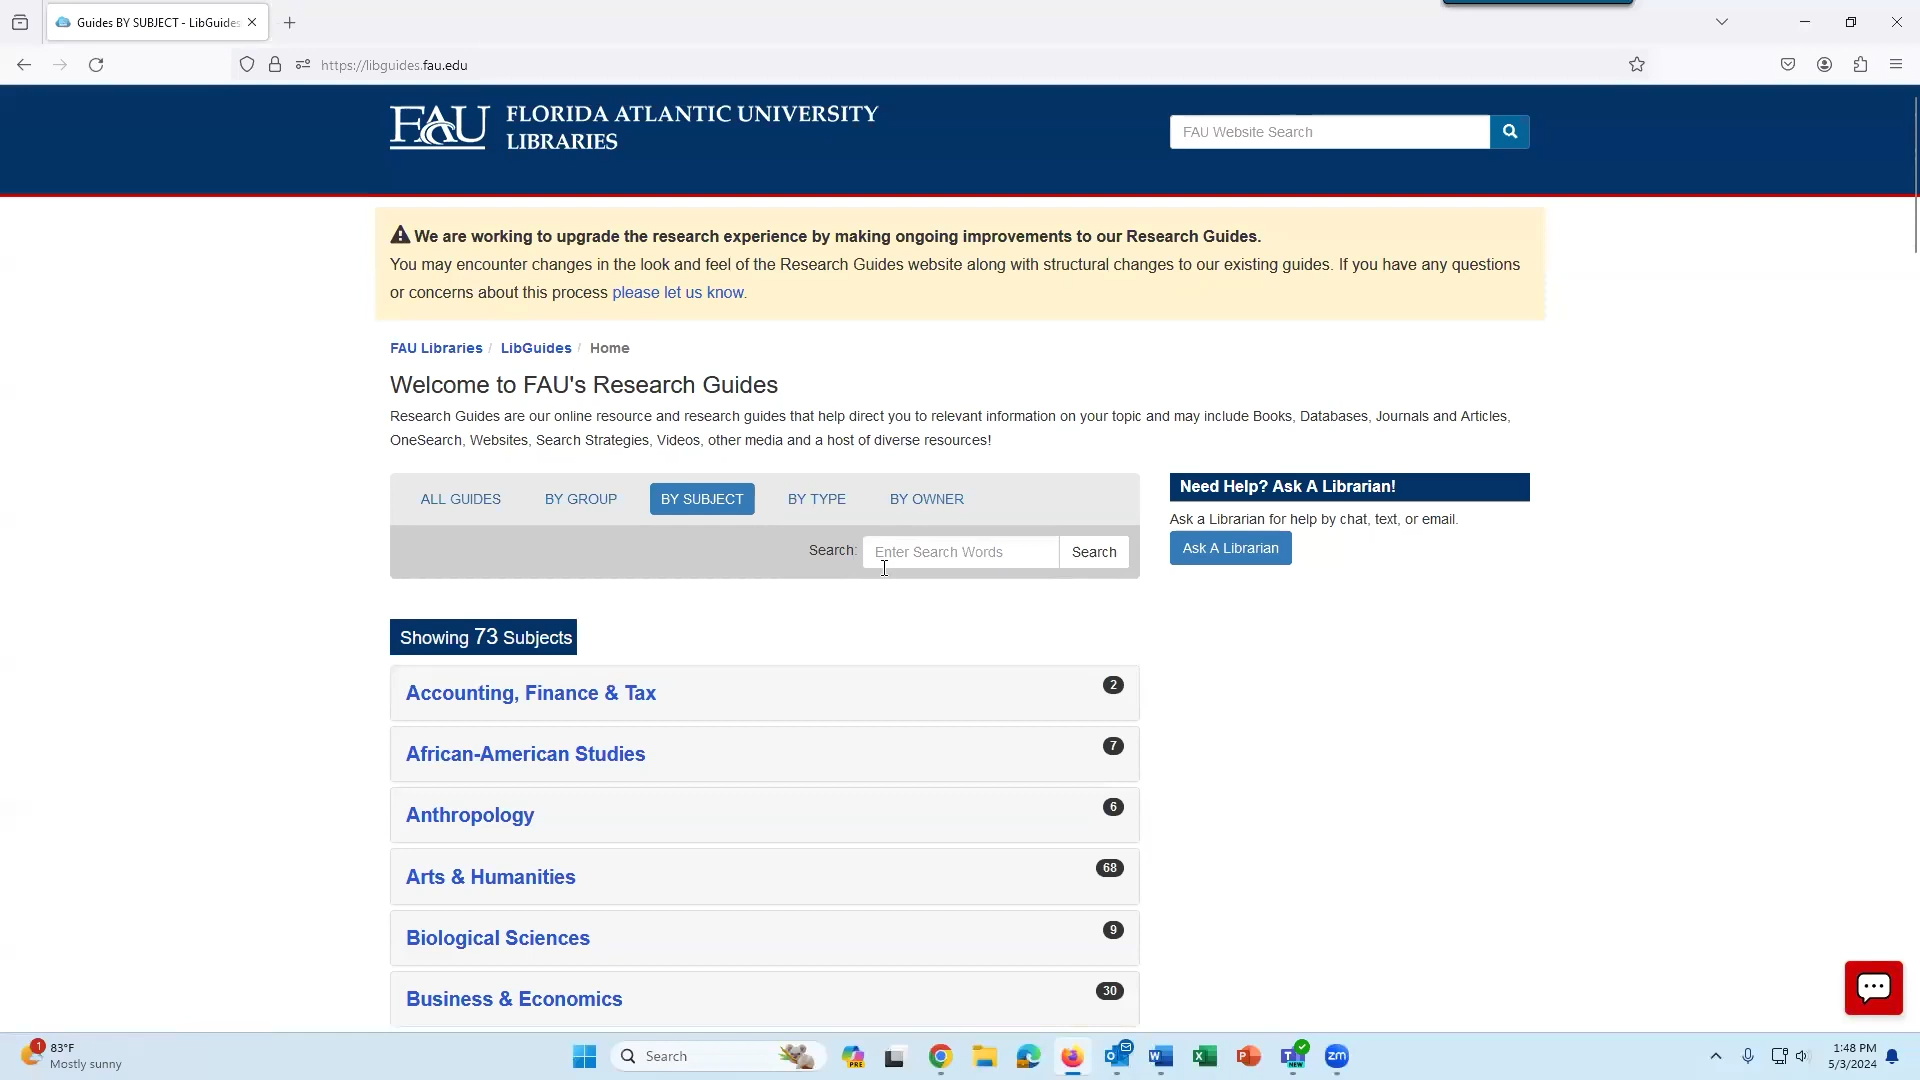 Guides BY SUBJECT - LibGuides
https://libguides.fau.edu
FAU FLORIDA ATLANTIC UNIVERSITY
LIBRARIES
FAU Website Search
We are working to upgrade the research experience by making ongoing improvements to our Research Guides.
You may encounter changes in the look and feel of the Research Guides website along with structural changes to our existing guides. If you have any questions
or concerns about this process please let us know.
FAU Libraries / LibGuides / Home
Welcome to FAU's Research Guides
Research Guides are our online resource and research guides that help direct you to relevant information on your topic and may include Books, Databases, Journals and Articles,
OneSearch, Websites, Search Strategies, Videos, other media and a host of diverse resources!
ALL GUIDES BY GROUP BY SUBJECT BY TYPE BY OWNER
Search: Enter Search Words Search
Need Help? Ask A Librarian!
Ask a Librarian for help by chat, text, or email.
Ask A Librarian
Showing 73 Subjects
Accounting, Finance & Tax 2
African-American Studies 7
Anthropology 6
Arts & Humanities 68
Biological Sciences 9
Business & Economics 30
1 83°F
Mostly sunny
Search
PRE
NEW
zm
1:48 PM
5/3/2024